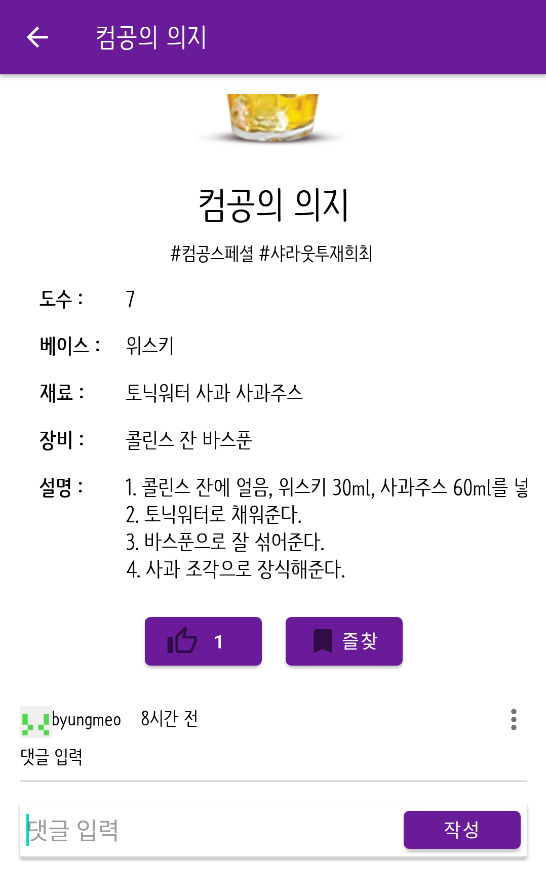 컴공의 의지
컴공의 의지
#컴공스페셜 #샤라웃투재희최
도수 : 7
베이스 : 위스키
재료 : 토닉워터 사과 사과주스
장비 : 콜린스 잔 바스푼
설명 : 1. 콜린스 잔에 얼음, 위스키 30ml, 사과주스 60ml를 넣
2. 토닉워터로 채워준다.
3. 바스푼으로 잘 섞어준다.
4. 사과 조각으로 장식해준다.
1 즐찾
byungmeo 8시간 전
댓글 입력
댓글 입력 작성